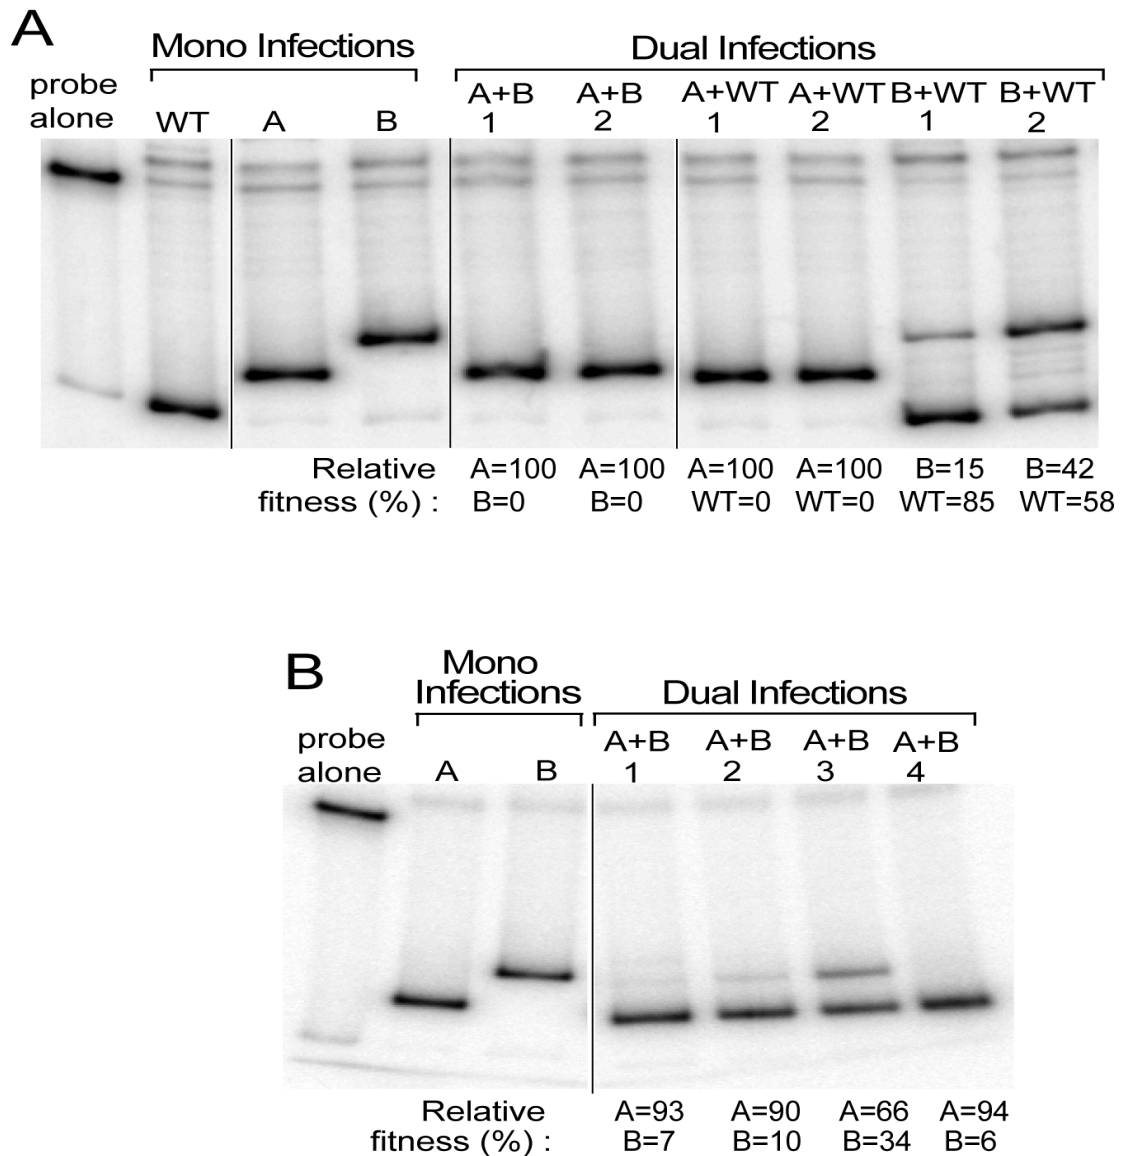 A
Mono Infections
Dual Infections
probe
alone
WT
A
B
A+B
1
A+B
2
A+WT
1
A+WT
2
B+WT
1
B+WT
2
Relative
fitness (%) :
A=100
B=0
A=100
B=0
A=100
WT=0
A=100
WT=0
B=15
WT=85
B=42
WT=58
B
Mono
Infections
Dual Infections
probe
alone
A
B
A+B
1
A+B
2
A+B
3
A+B
4
Relative
fitness (%) :
A=93
B=7
A=90
B=10
A=66
B=34
A=94
B=6